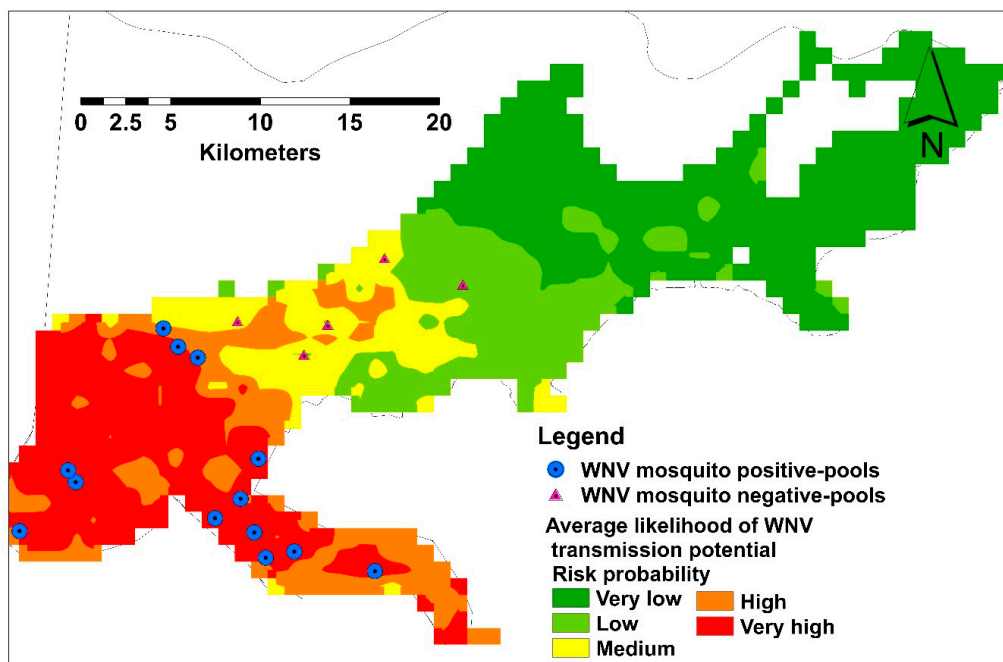 0 2.5 5 10 15 20
Kilometers
N
Legend
WNV mosquito positive-pools
WNV mosquito negative-pools
Average likelihood of WNV
transmission potential
Risk probability
Very low
Low
Medium
High
Very high